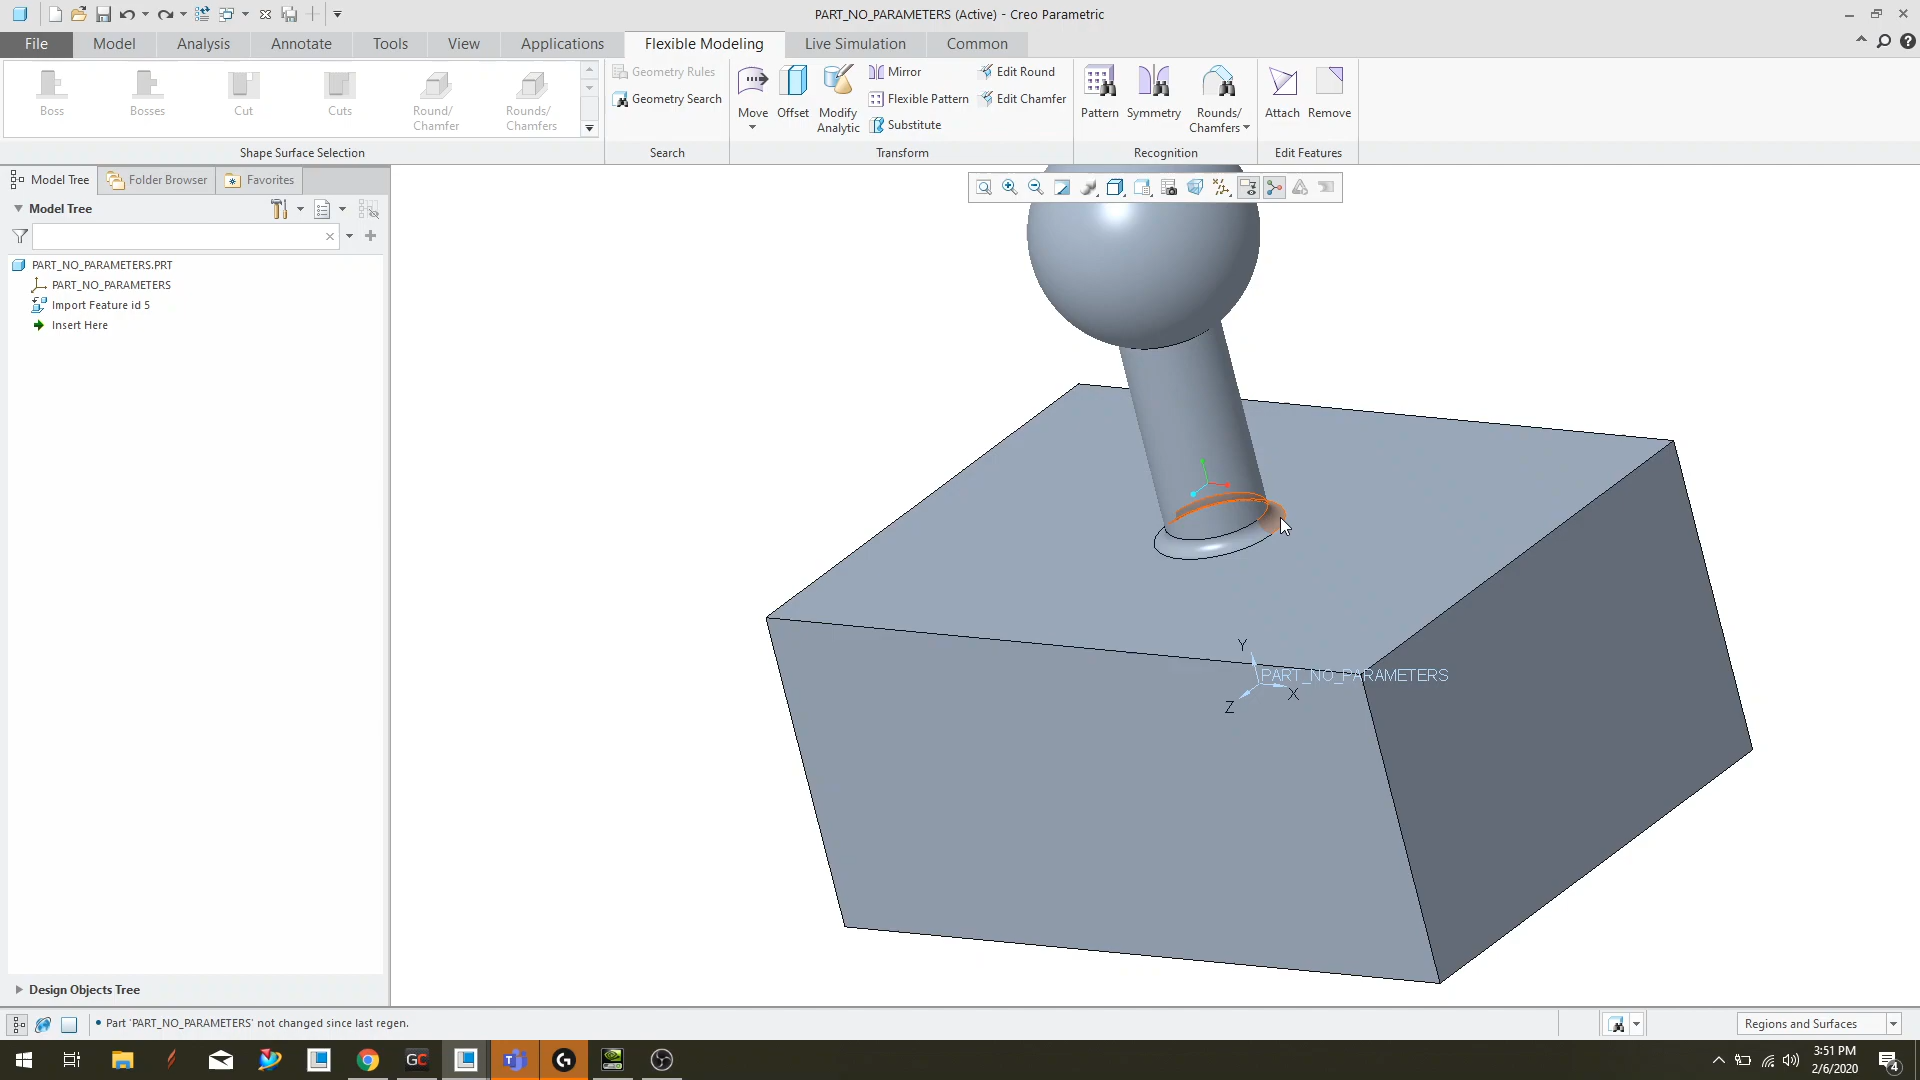 PART_NO_PARAMETERS (Active) - Creo Parametric
File Model Analysis Annotate Tools View Applications Flexible Modeling Live Simulation Common
Boss Bosses Cut Cuts Round/ Chamfer Rounds/ Chamfers
Shape Surface Selection
Geometry Rules
Geometry Search
Search
Move Offset Modify Analytic
Mirror
Flexible Pattern
Substitute
Edit Round
Edit Chamfer
Transform
Pattern Symmetry Rounds/ Chamfers
Recognition
Attach Remove
Edit Features
Model Tree Folder Browser Favorites
Model Tree
PART_NO_PARAMETERS.PRT
PART_NO_PARAMETERS
Import Feature id 5
Insert Here
Y
PART_NO_PARAMETERS
X
Z
Design Objects Tree
• Part 'PART_NO_PARAMETERS' not changed since last regen.
Regions and Surfaces
GC
3:51 PM
2/6/2020
4